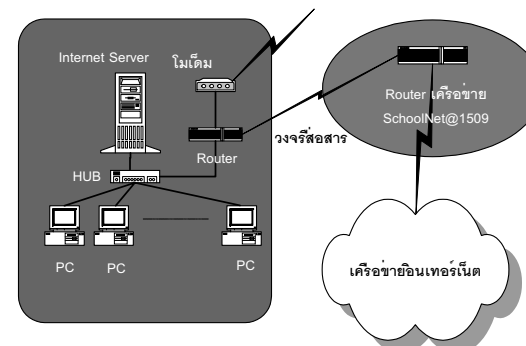 Internet Server
โมเด็ม
Router
HUB
PC
PC
PC
วงจรสื่อสาร
Router เครือข่าย
SchoolNet@1509
เครือข่ายอินเทอร์เน็ต